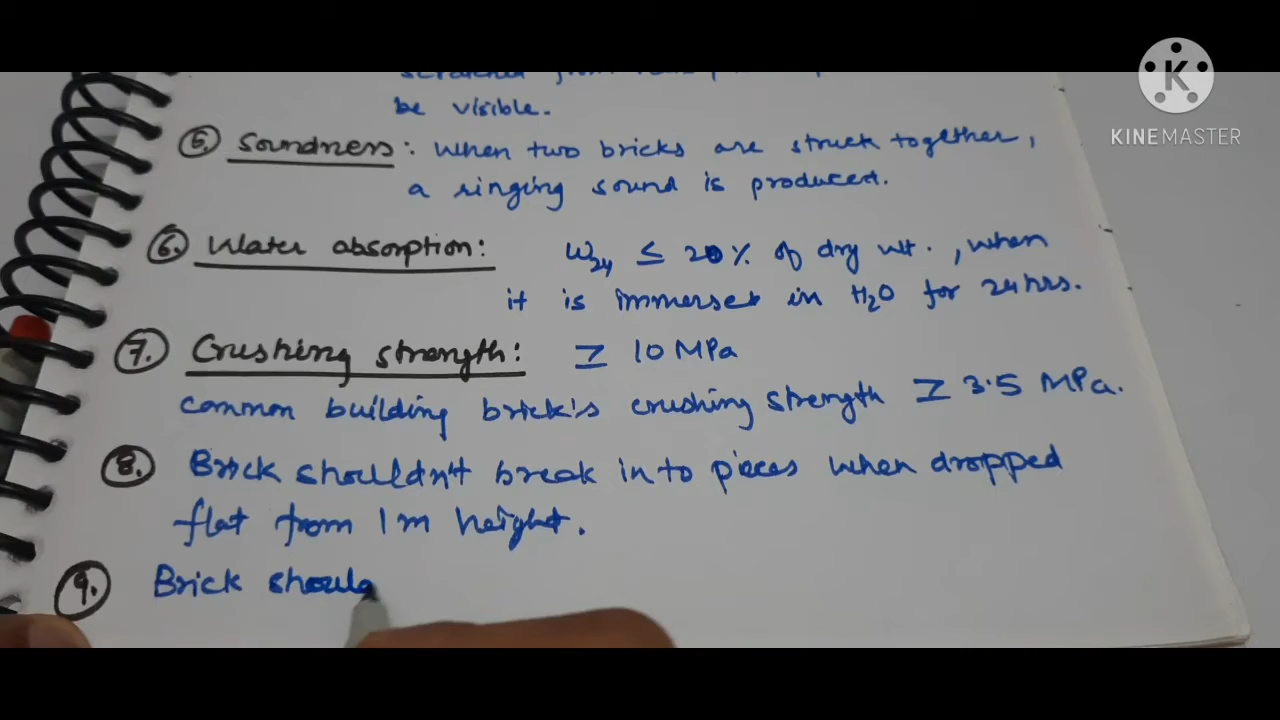 be visible.
5. Soundness: When two bricks are struck together,
a ringing sound is produced.
6. Water absorption: W24 ≤ 20% of dry wt., when
it is immersed in H2O for 24 hrs.
7. Crushing strength: ≥ 10 MPa
common building brick's crushing strength ≥ 3.5 MPa.
8. Brick shouldn't break in to pieces when dropped
flat from 1m height.
9. Brick should
K
KINEMASTER